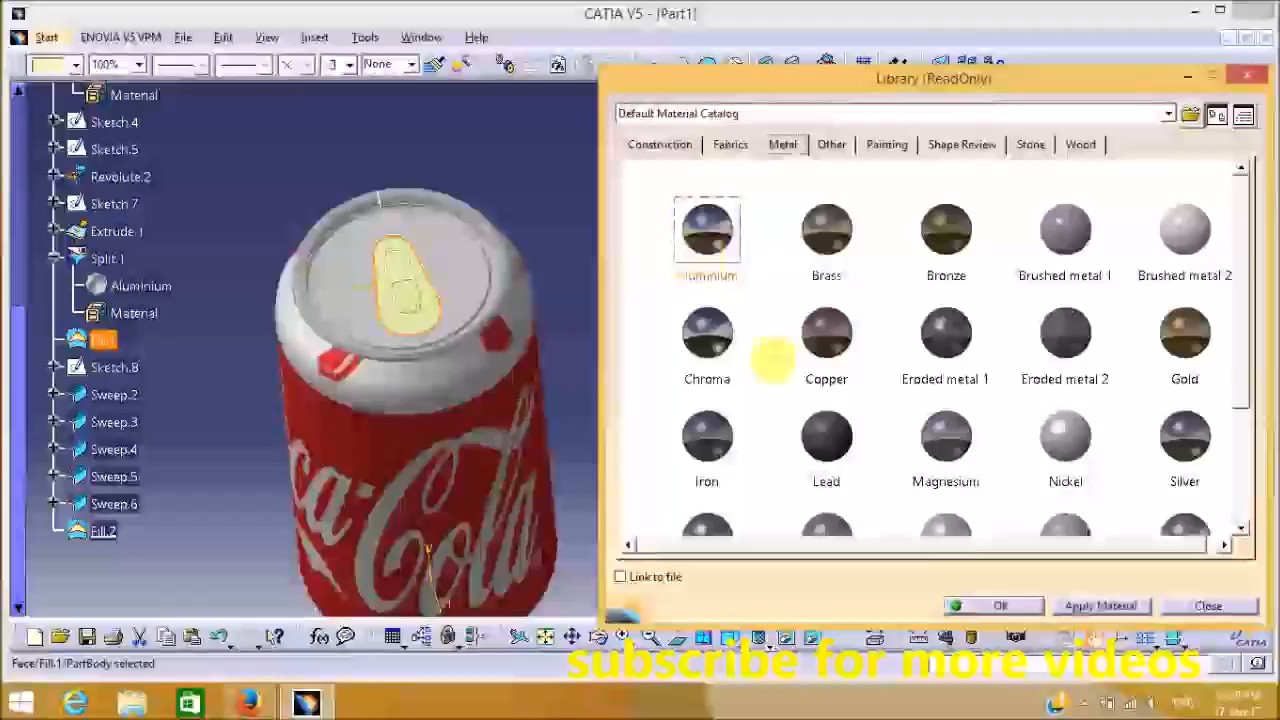 CATIA V5 - [Part1]
Start ENOVIA V5 VPM File Edit View Insert Tools Window Help
100% 3 None
Library (ReadOnly)
Default Material Catalog
Construction Fabrics Metal Other Painting Shape Review Stone Wood
Material
Sketch.4
Sketch.5
Revolute.2
Sketch.7
Extrude.1
Split.1
Aluminium
Material
Sketch.8
Sweep.2
Sweep.3
Sweep.4
Sweep.5
Sweep.6
Fill.2
Aluminium Brass Bronze Brushed metal 1 Brushed metal 2
Chroma Copper Eroded metal 1 Eroded metal 2 Gold
Iron Lead Magnesium Nickel Silver
ca-Cola
Link to file
OK Apply Material Close
CATIA
Face/Fill.1/PartBody selected
subscribe for more videos